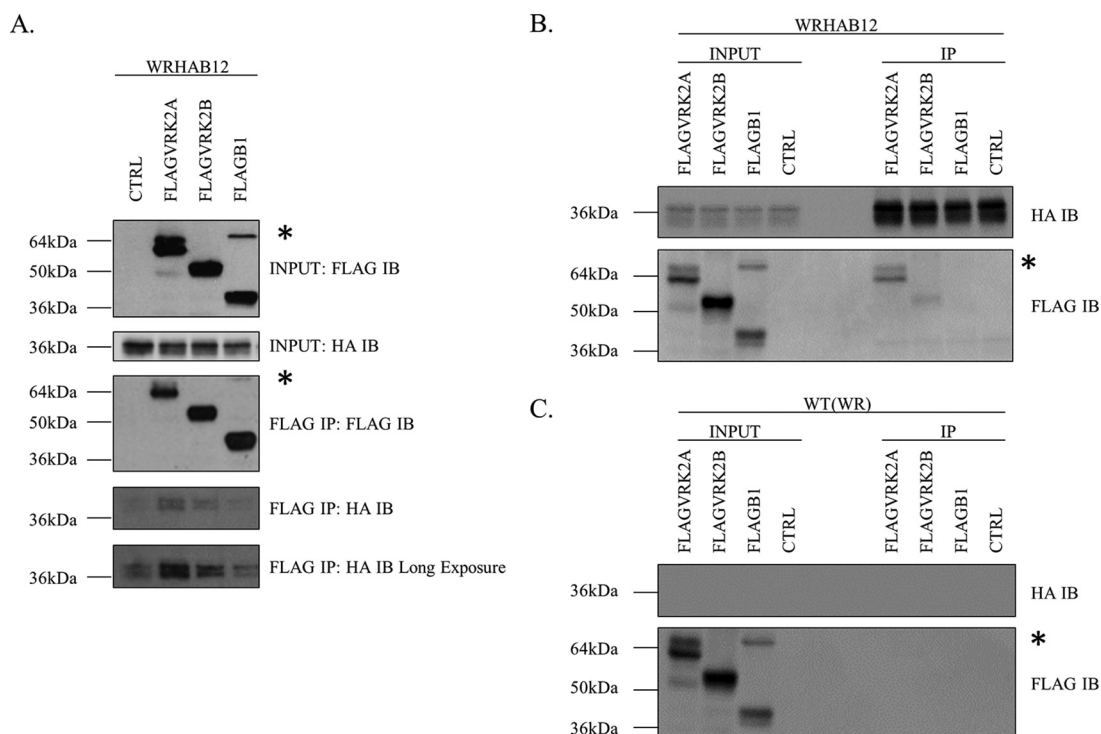 A.
WRHAB12
CTRL
FLAGVRK2A
FLAGVRK2B
FLAGB1
64kDa
*
50kDa
INPUT: FLAG IB
36kDa
36kDa
INPUT: HA IB
*
64kDa
50kDa
FLAG IP: FLAG IB
36kDa
36kDa
FLAG IP: HA IB
36kDa
FLAG IP: HA IB Long Exposure
B.
WRHAB12
INPUT
IP
FLAGVRK2A
FLAGVRK2B
FLAGB1
CTRL
FLAGVRK2A
FLAGVRK2B
FLAGB1
CTRL
36kDa
HA IB
64kDa
*
50kDa
FLAG IB
36kDa
C.
WT(WR)
INPUT
IP
FLAGVRK2A
FLAGVRK2B
FLAGB1
CTRL
FLAGVRK2A
FLAGVRK2B
FLAGB1
CTRL
36kDa
HA IB
64kDa
*
50kDa
FLAG IB
36kDa